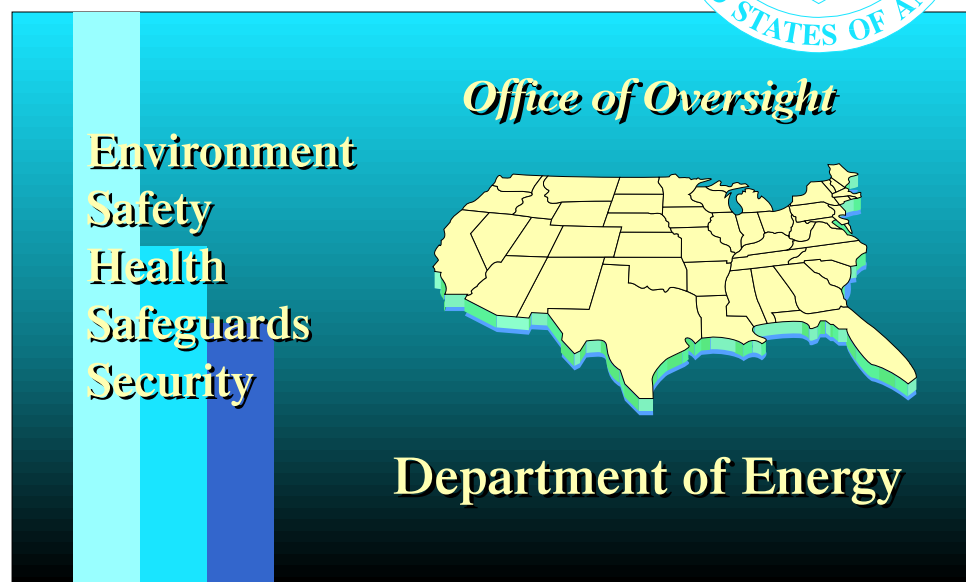 STATES OF
Office of Oversight
Environment
Safety
Health
Safeguards
Security
Department of Energy